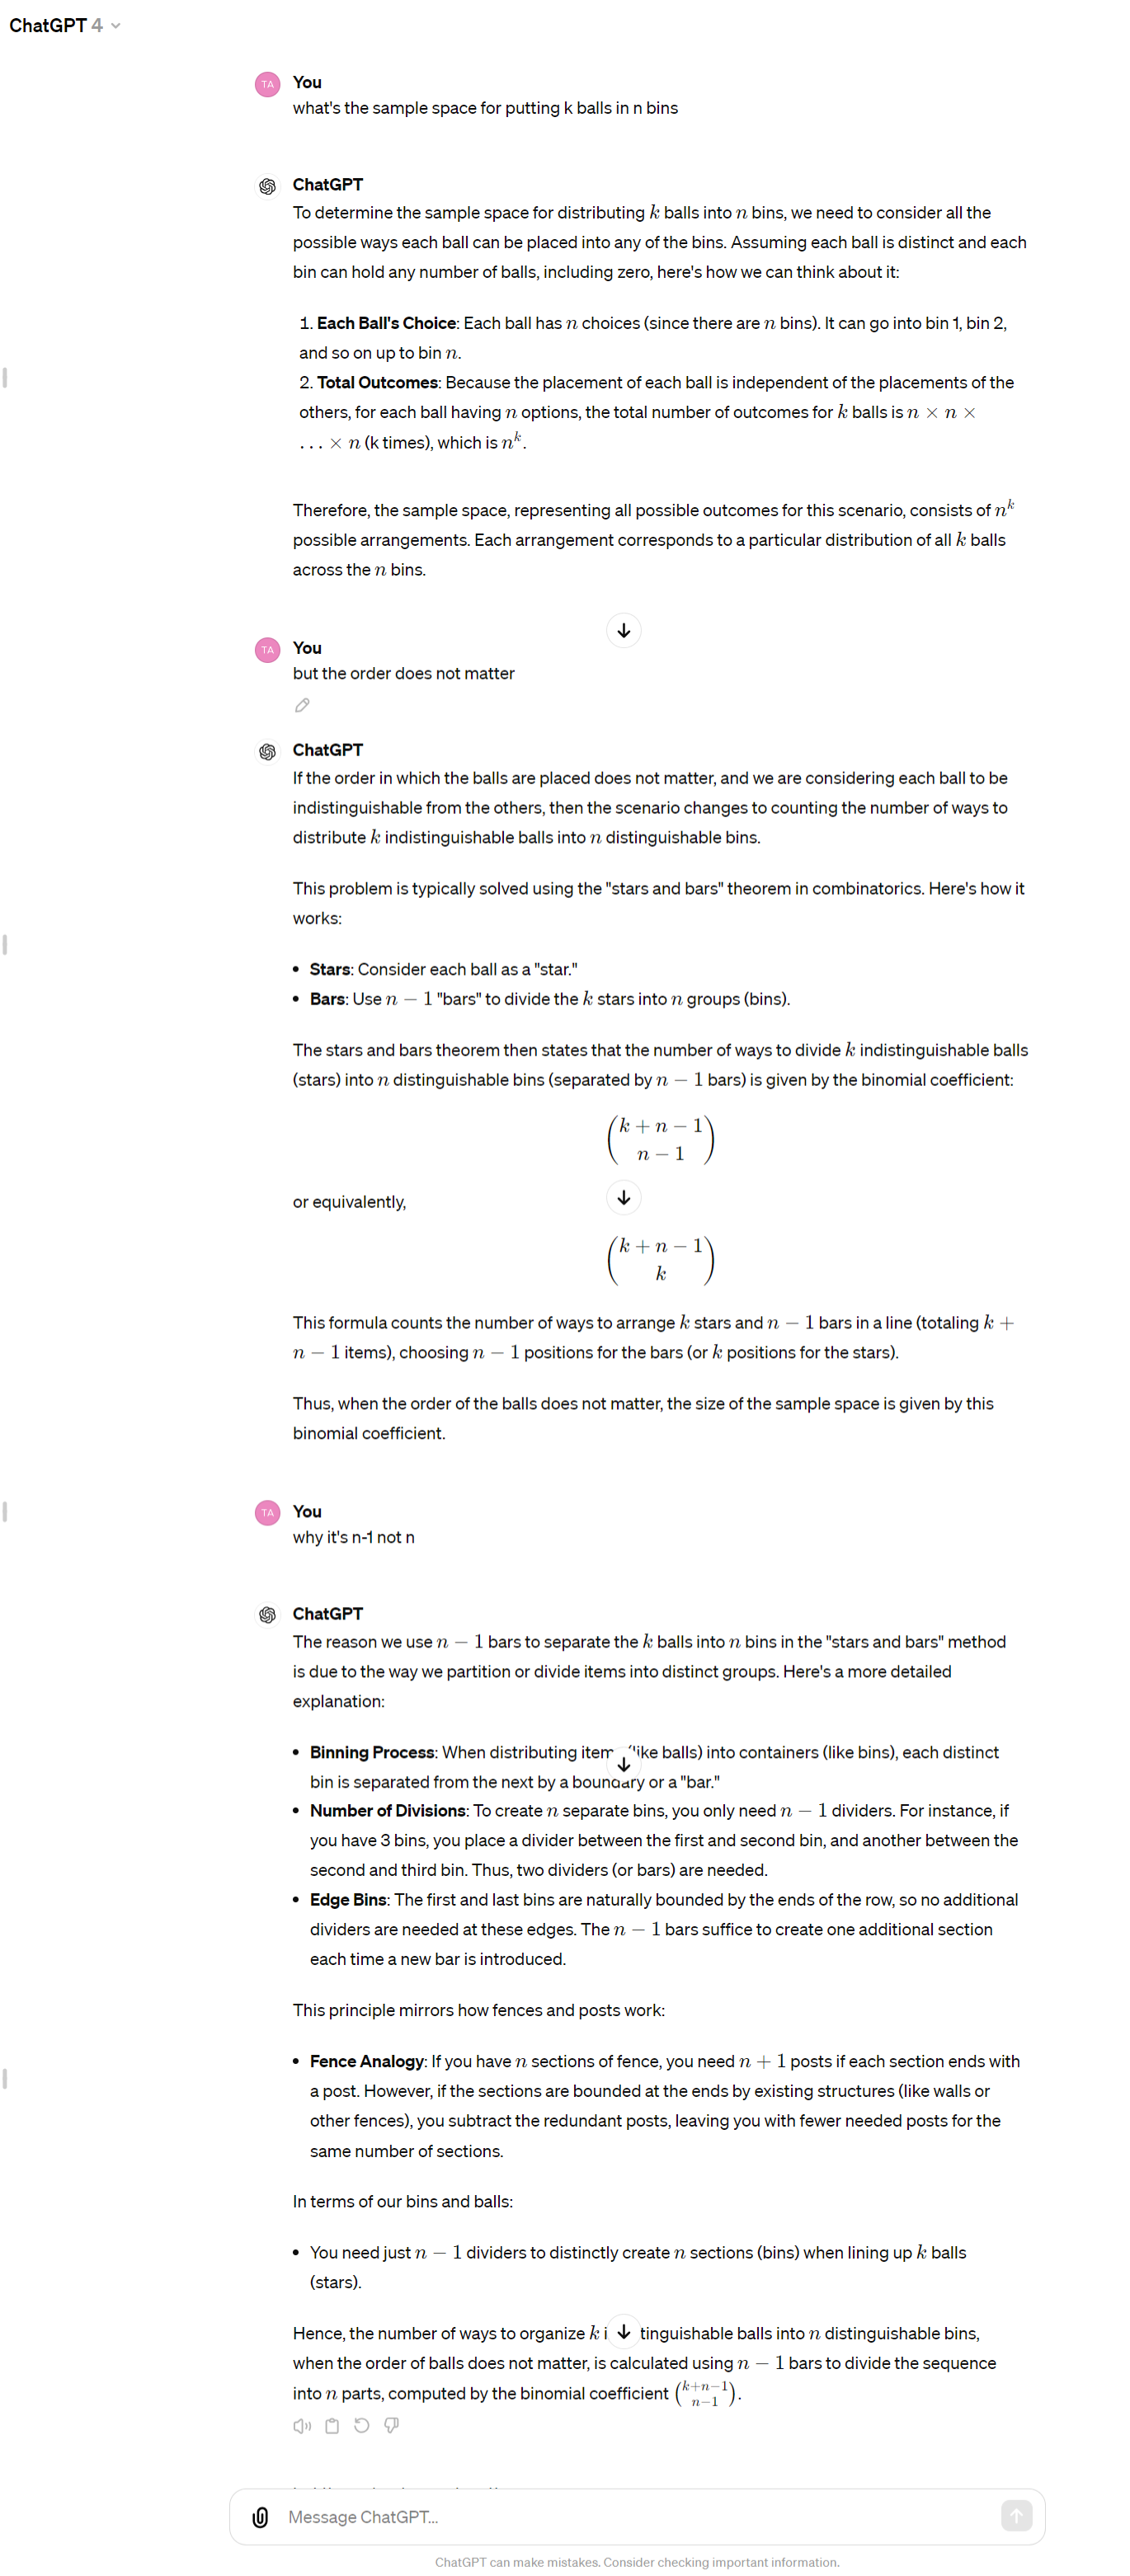 ChatGPT 4
TA
You
what's the sample space for putting k balls in n bins
ChatGPT
To determine the sample space for distributing k balls into n bins, we need to consider all the
possible ways each ball can be placed into any of the bins. Assuming each ball is distinct and each
bin can hold any number of balls, including zero, here's how we can think about it:
1. Each Ball's Choice: Each ball has n choices (since there are n bins). It can go into bin 1, bin 2,
and so on up to bin n.
2. Total Outcomes: Because the placement of each ball is independent of the placements of the
others, for each ball having n options, the total number of outcomes for k balls is n × n ×
… × n (k times), which is n^k.
Therefore, the sample space, representing all possible outcomes for this scenario, consists of n^k
possible arrangements. Each arrangement corresponds to a particular distribution of all k balls
across the n bins.
TA
You
but the order does not matter
ChatGPT
If the order in which the balls are placed does not matter, and we are considering each ball to be
indistinguishable from the others, then the scenario changes to counting the number of ways to
distribute k indistinguishable balls into n distinguishable bins.
This problem is typically solved using the "stars and bars" theorem in combinatorics. Here's how it
works:
• Stars: Consider each ball as a "star."
• Bars: Use n − 1 "bars" to divide the k stars into n groups (bins).
The stars and bars theorem then states that the number of ways to divide k indistinguishable balls
(stars) into n distinguishable bins (separated by n − 1 bars) is given by the binomial coefficient:
(k + n − 1
n − 1)
or equivalently,
(k + n − 1
k)
This formula counts the number of ways to arrange k stars and n − 1 bars in a line (totaling k +
n − 1 items), choosing n − 1 positions for the bars (or k positions for the stars).
Thus, when the order of the balls does not matter, the size of the sample space is given by this
binomial coefficient.
TA
You
why it's n-1 not n
ChatGPT
The reason we use n − 1 bars to separate the k balls into n bins in the "stars and bars" method
is due to the way we partition or divide items into distinct groups. Here's a more detailed
explanation:
• Binning Process: When distributing items (like balls) into containers (like bins), each distinct
bin is separated from the next by a boundary or a "bar."
• Number of Divisions: To create n separate bins, you only need n − 1 dividers. For instance, if
you have 3 bins, you place a divider between the first and second bin, and another between the
second and third bin. Thus, two dividers (or bars) are needed.
• Edge Bins: The first and last bins are naturally bounded by the ends of the row, so no additional
dividers are needed at these edges. The n − 1 bars suffice to create one additional section
each time a new bar is introduced.
This principle mirrors how fences and posts work:
• Fence Analogy: If you have n sections of fence, you need n + 1 posts if each section ends with
a post. However, if the sections are bounded at the ends by existing structures (like walls or
other fences), you subtract the redundant posts, leaving you with fewer needed posts for the
same number of sections.
In terms of our bins and balls:
• You need just n − 1 dividers to distinctly create n sections (bins) when lining up k balls
(stars).
Hence, the number of ways to organize k indistinguishable balls into n distinguishable bins,
when the order of balls does not matter, is calculated using n − 1 bars to divide the sequence
into n parts, computed by the binomial coefficient (k+n−1 n−1).
Message ChatGPT...
ChatGPT can make mistakes. Consider checking important information.